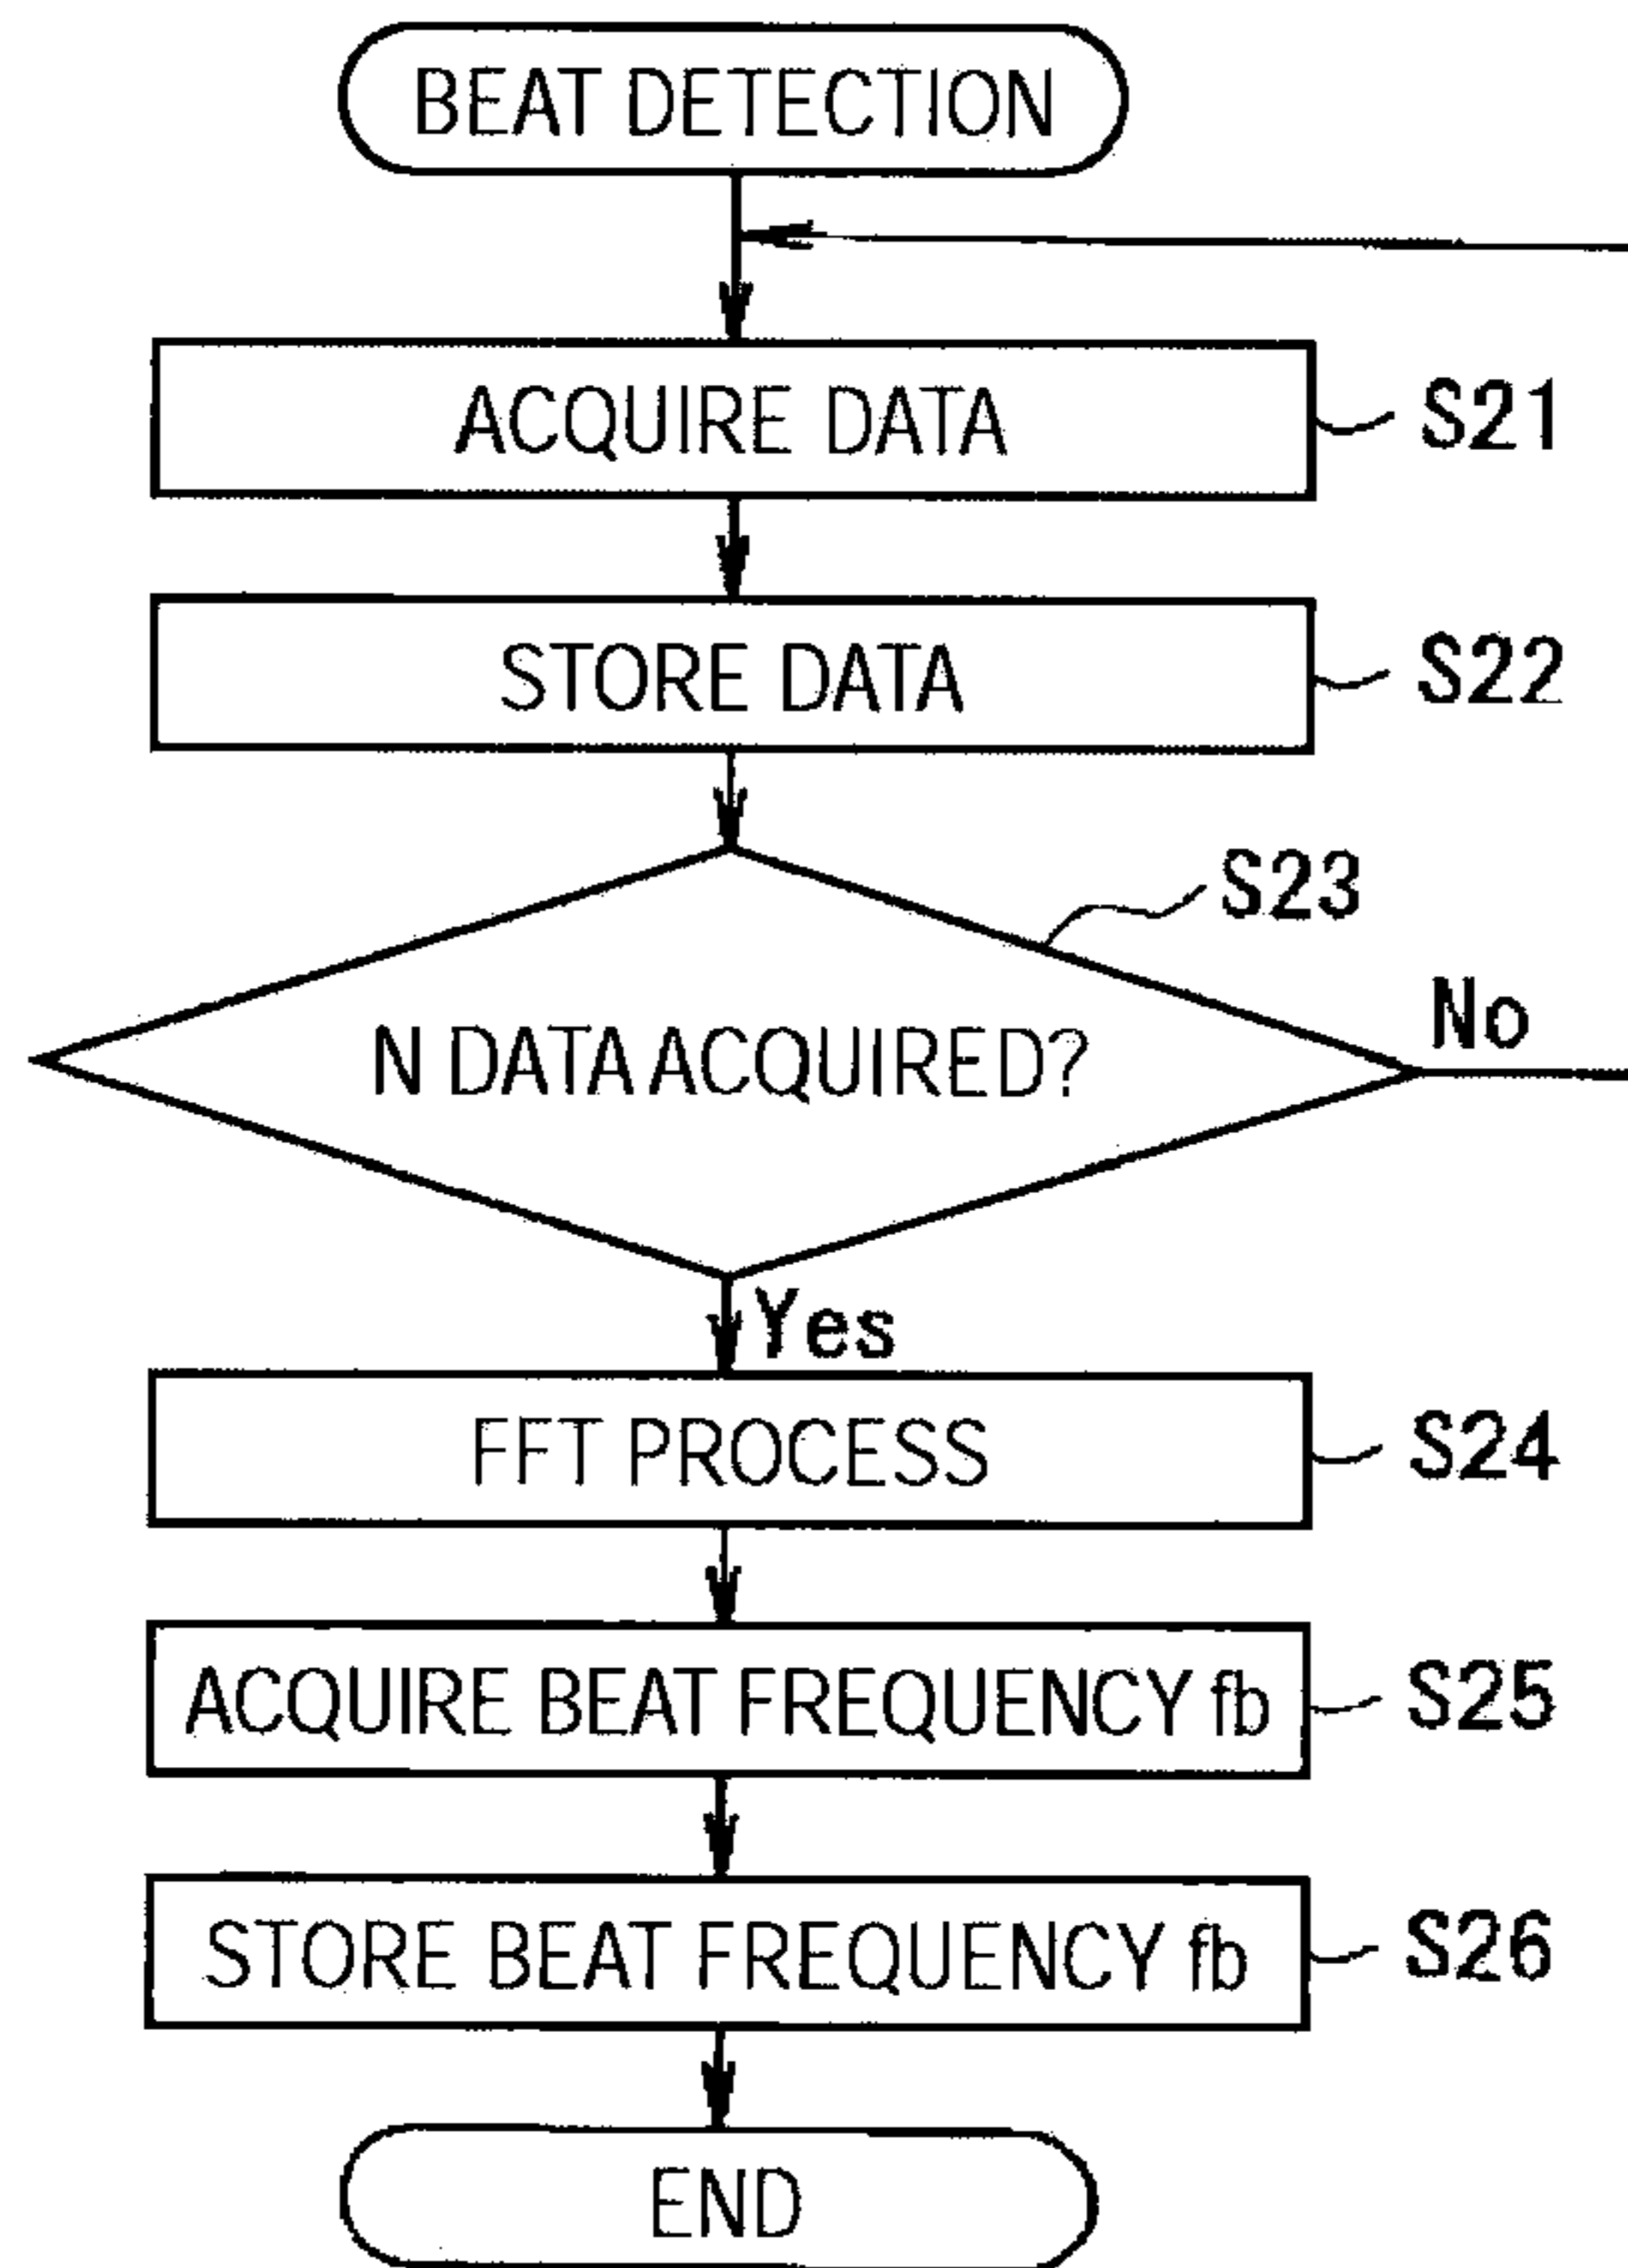 BEAT DETECTION
ACQUIRE DATA
S21
STORE DATA
S22
S23
N DATA ACQUIRED?
No
Yes
FFT PROCESS
S24
ACQUIRE BEAT FREQUENCY fb
S25
STORE BEAT FREQUENCY fb
S26
END